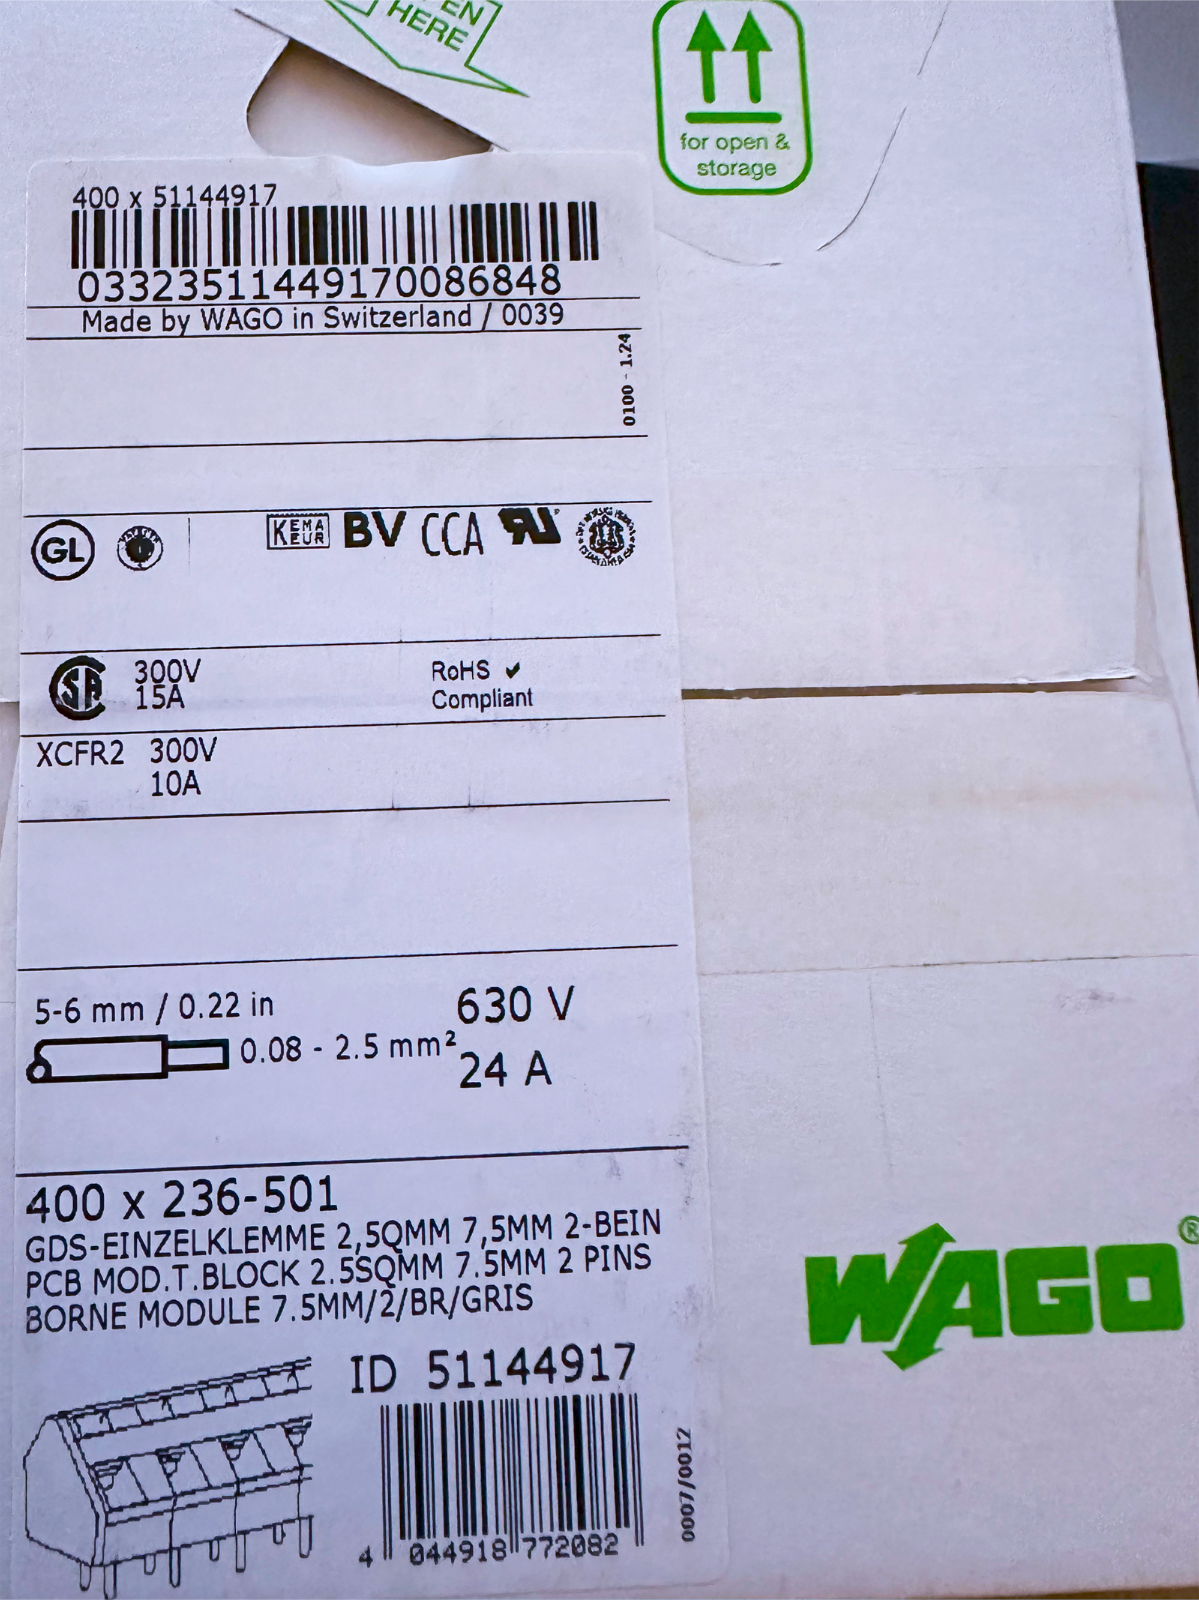 EN
HERE
for open &
storage
400 x 51144917
03323511449170086848
Made by WAGO in Switzerland / 0039
0100 - 1.24
GL
KEMA
EUR
BV CCA
300V
15A
RoHS ✓
Compliant
XCFR2 300V
10A
5-6 mm / 0.22 in
630 V
0.08 - 2.5 mm²
24 A
400 x 236-501
GDS-EINZELKLEMME 2,5QMM 7,5MM 2-BEIN
PCB MOD.T.BLOCK 2.5SQMM 7.5MM 2 PINS
BORNE MODULE 7.5MM/2/BR/GRIS
WAGO®
ID 51144917
0007/0012
4 044918 772082